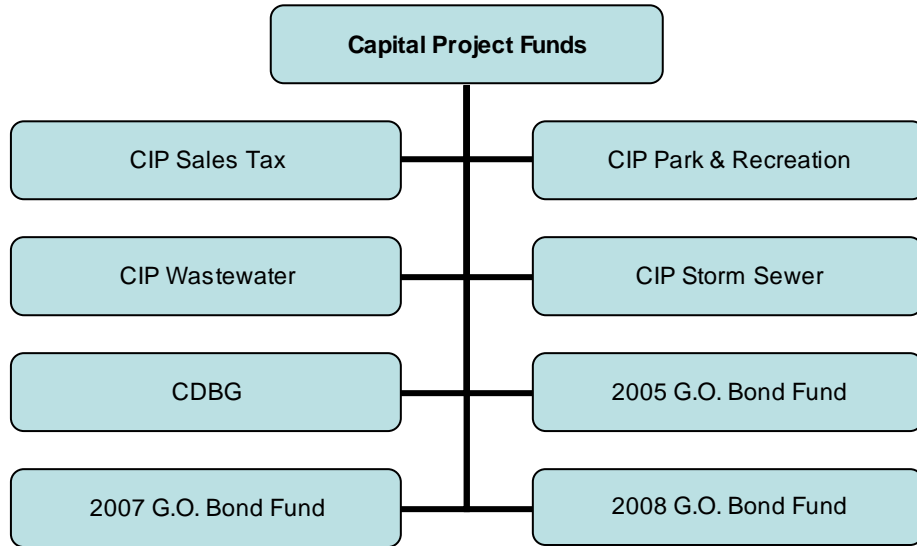 Capital Project Funds
CIP Sales Tax
CIP Park & Recreation
CIP Wastewater
CIP Storm Sewer
CDBG
2005 G.O. Bond Fund
2007 G.O. Bond Fund
2008 G.O. Bond Fund